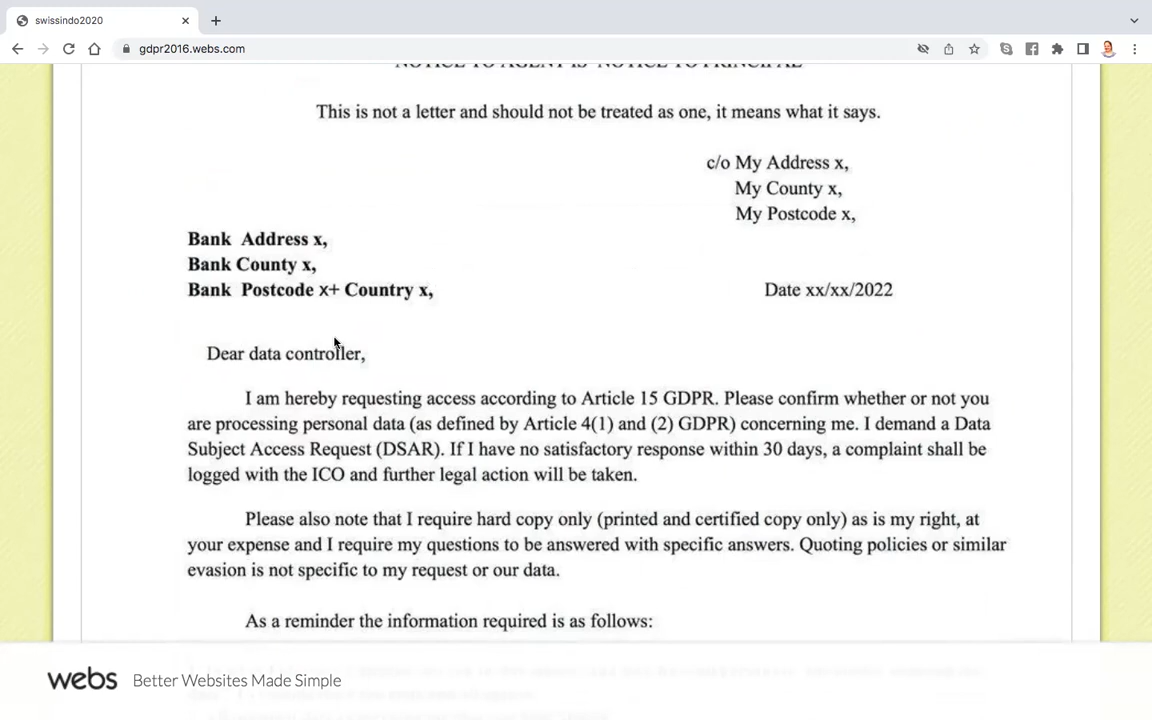 swissindo2020
gdpr2016.webs.com
NOTICE TO AGENT IS NOTICE TO PRINCIPAL
This is not a letter and should not be treated as one, it means what it says.
c/o My Address x,
My County x,
My Postcode x,
Bank Address x,
Bank County x,
Bank Postcode x+ Country x,
Date xx/xx/2022
Dear data controller,
I am hereby requesting access according to Article 15 GDPR. Please confirm whether or not you
are processing personal data (as defined by Article 4(1) and (2) GDPR) concerning me. I demand a Data
Subject Access Request (DSAR). If I have no satisfactory response within 30 days, a complaint shall be
logged with the ICO and further legal action will be taken.
Please also note that I require hard copy only (printed and certified copy only) as is my right, at
your expense and I require my questions to be answered with specific answers. Quoting policies or similar
evasion is not specific to my request or our data.
As a reminder the information required is as follows:
webs Better Websites Made Simple